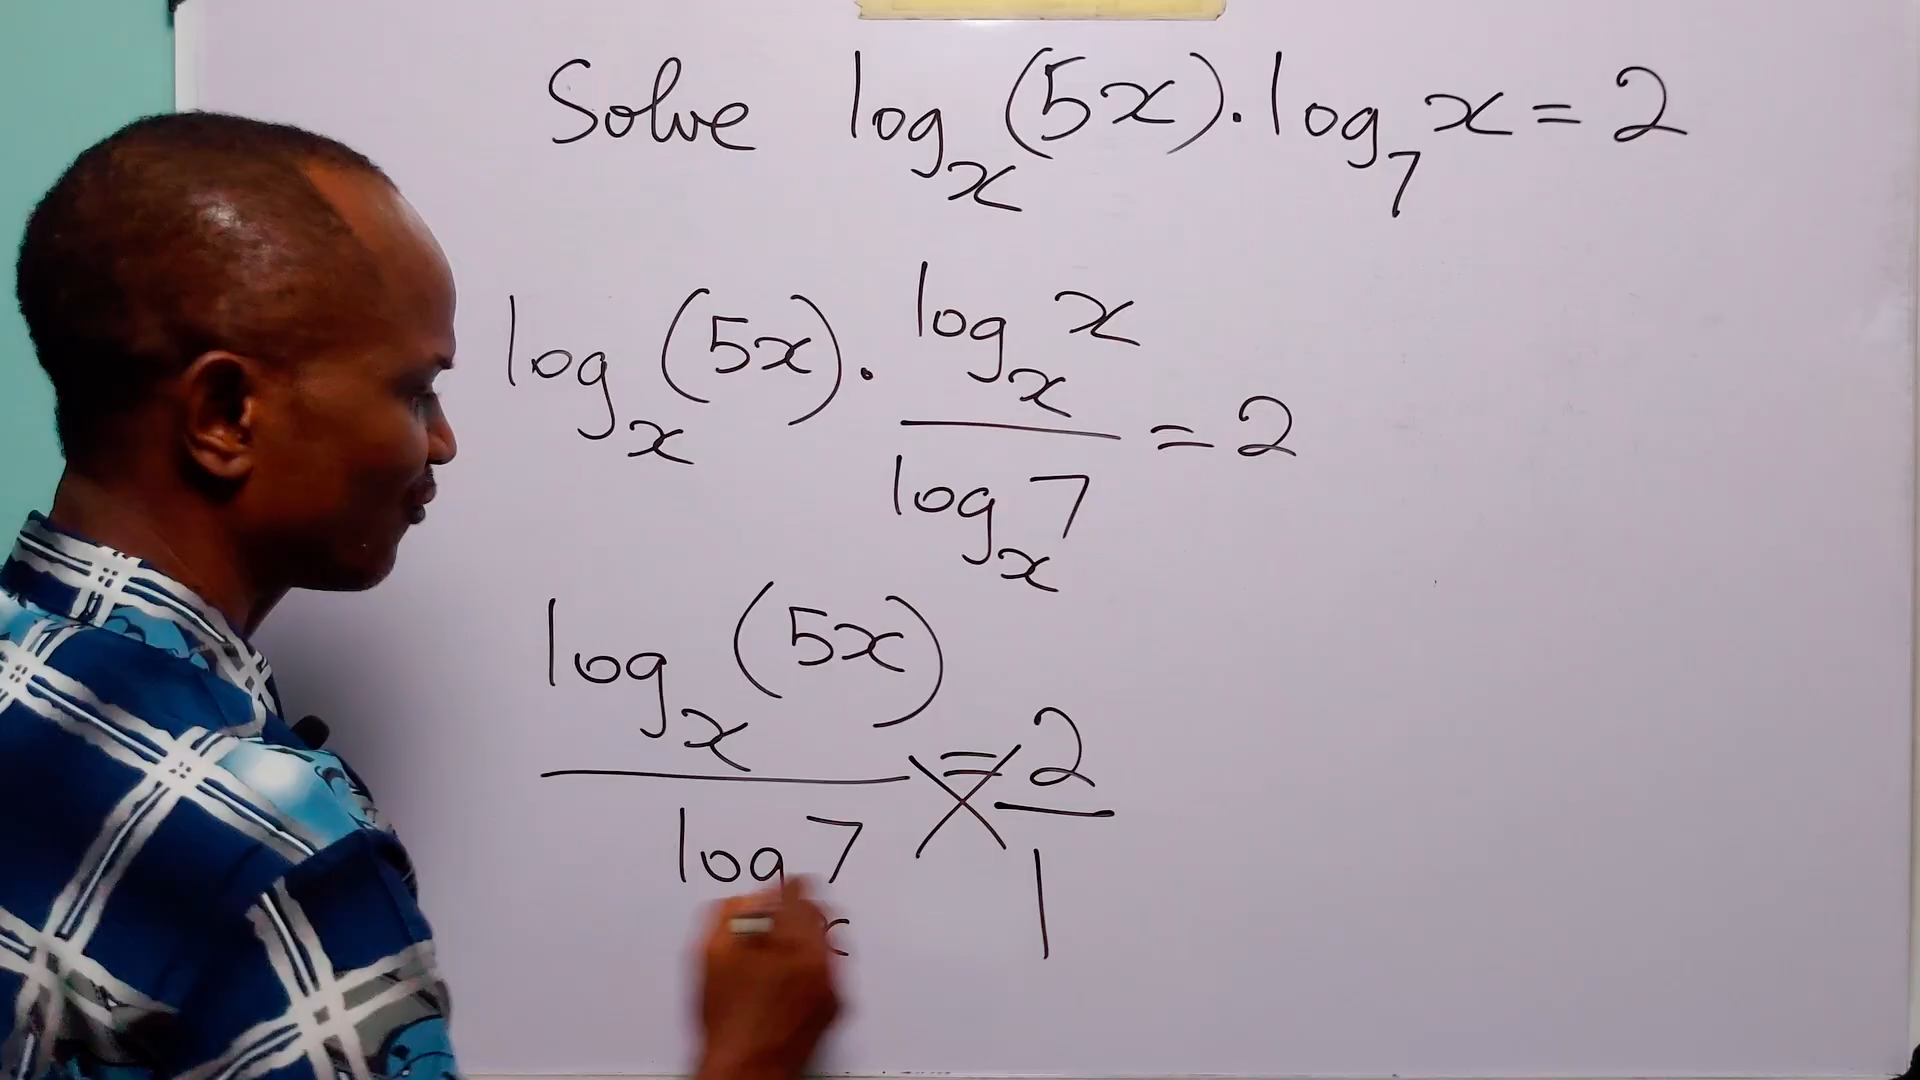 Solve log_x (5x) . log_7 x = 2
log_x (5x) . log_x x / log_x 7 = 2
log_x (5x) / log_x 7 = 2 / 1